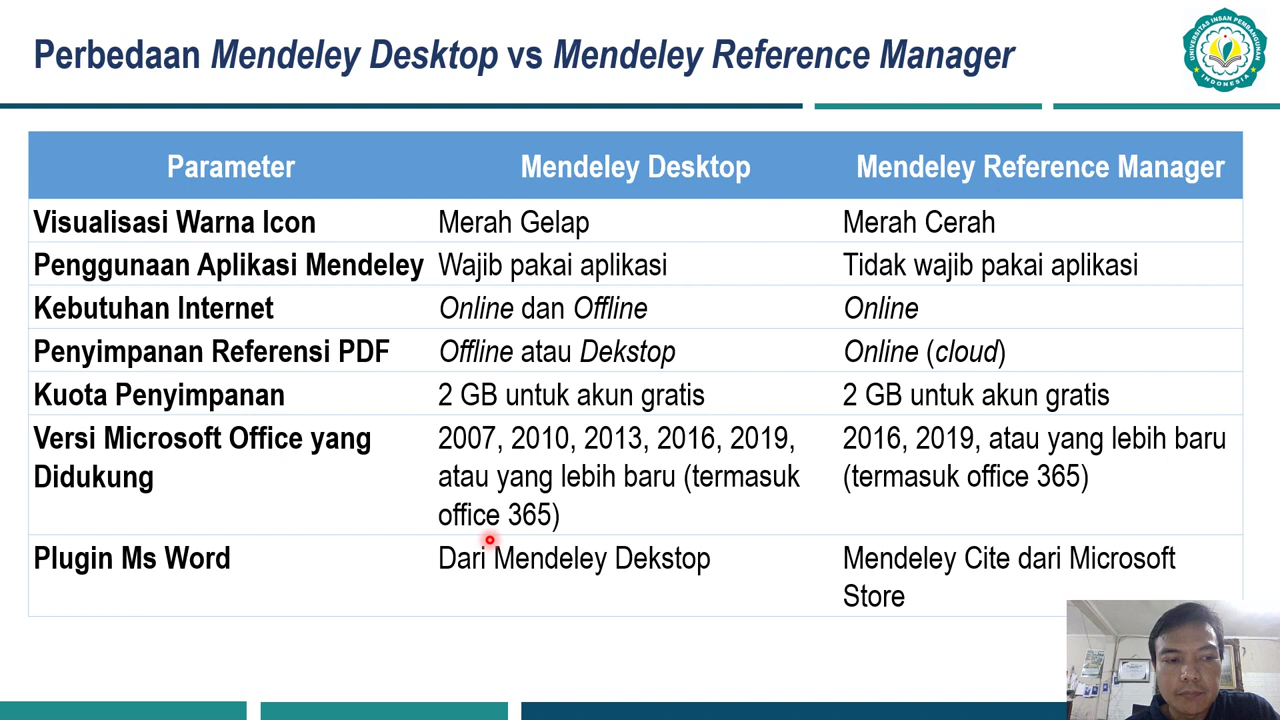 Perbedaan Mendeley Desktop vs Mendeley Reference Manager
UNIVERSITAS INSAN PEMBANGUNAN
INDONESIA
Parameter Mendeley Desktop Mendeley Reference Manager
Visualisasi Warna Icon Merah Gelap Merah Cerah
Penggunaan Aplikasi Mendeley Wajib pakai aplikasi Tidak wajib pakai aplikasi
Kebutuhan Internet Online dan Offline Online
Penyimpanan Referensi PDF Offline atau Dekstop Online (cloud)
Kuota Penyimpanan 2 GB untuk akun gratis 2 GB untuk akun gratis
Versi Microsoft Office yang 2007, 2010, 2013, 2016, 2019, 2016, 2019, atau yang lebih baru
Didukung atau yang lebih baru (termasuk (termasuk office 365)
office 365)
Plugin Ms Word Dari Mendeley Dekstop Mendeley Cite dari Microsoft
Store